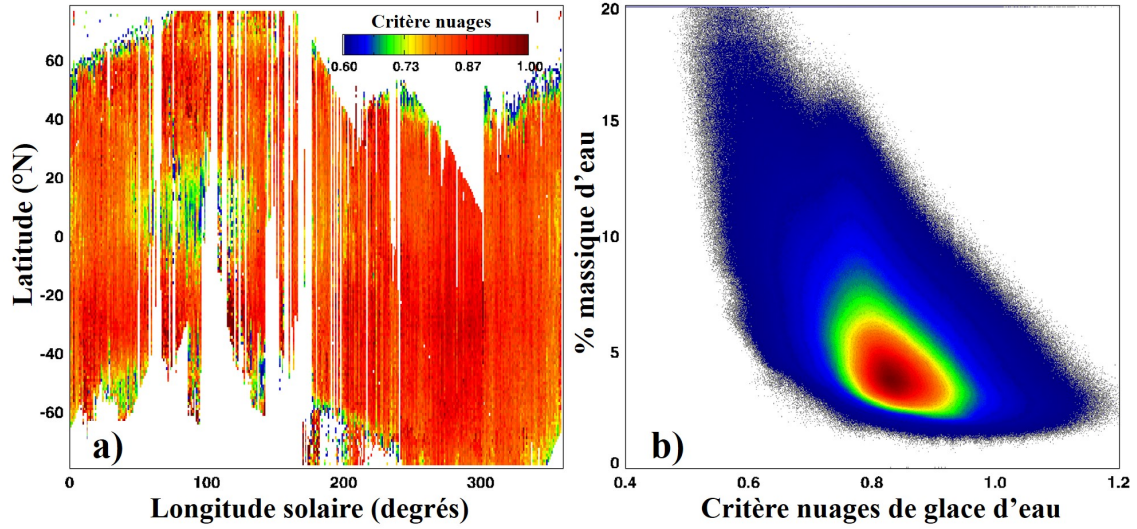 Critère nuages
0.60 0.73 0.87 1.00
60
40
20
0
-20
-40
-60
Latitude (°N)
a)
0 100 200 300
Longitude solaire (degrés)
20
15
10
5
0
% massique d'eau
b)
0.4 0.6 0.8 1.0 1.2
Critère nuages de glace d'eau